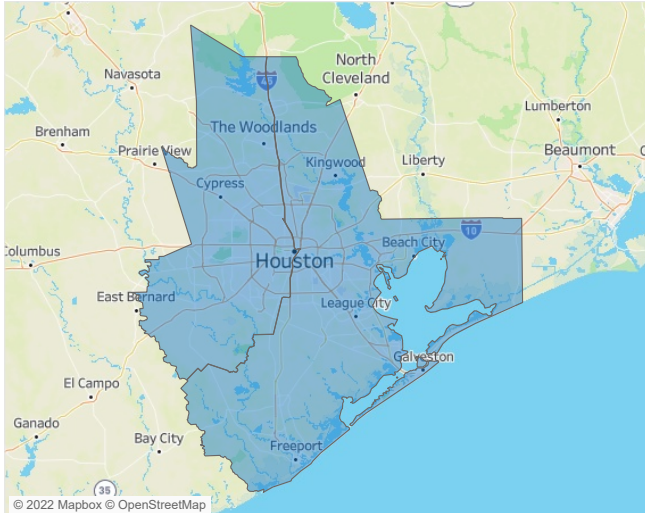 North
Cleveland
Navasota
45
Lumberton
Brenham
The Woodlands
Beaumont
Prairie View
Kingwood
Liberty
Cypress
10
Beach City
Columbus
Houston
East Bernard
League City
Galveston
El Campo
Ganado
Bay City
Freeport
35
© 2022 Mapbox © OpenStreetMap